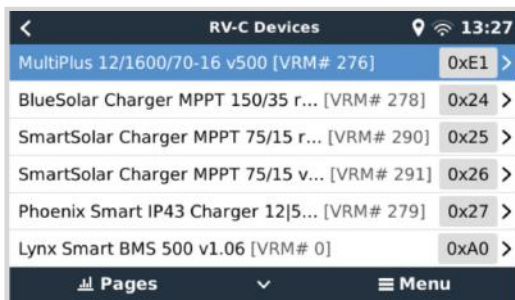 RV-C Devices 13:27
MultiPlus 12/1600/70-16 v500 [VRM# 276] 0xE1
BlueSolar Charger MPPT 150/35 r... [VRM# 278] 0x24
SmartSolar Charger MPPT 75/15 r... [VRM# 290] 0x25
SmartSolar Charger MPPT 75/15 v... [VRM# 291] 0x26
Phoenix Smart IP43 Charger 12|5... [VRM# 279] 0x27
Lynx Smart BMS 500 v1.06 [VRM# 0] 0xA0
Pages Menu